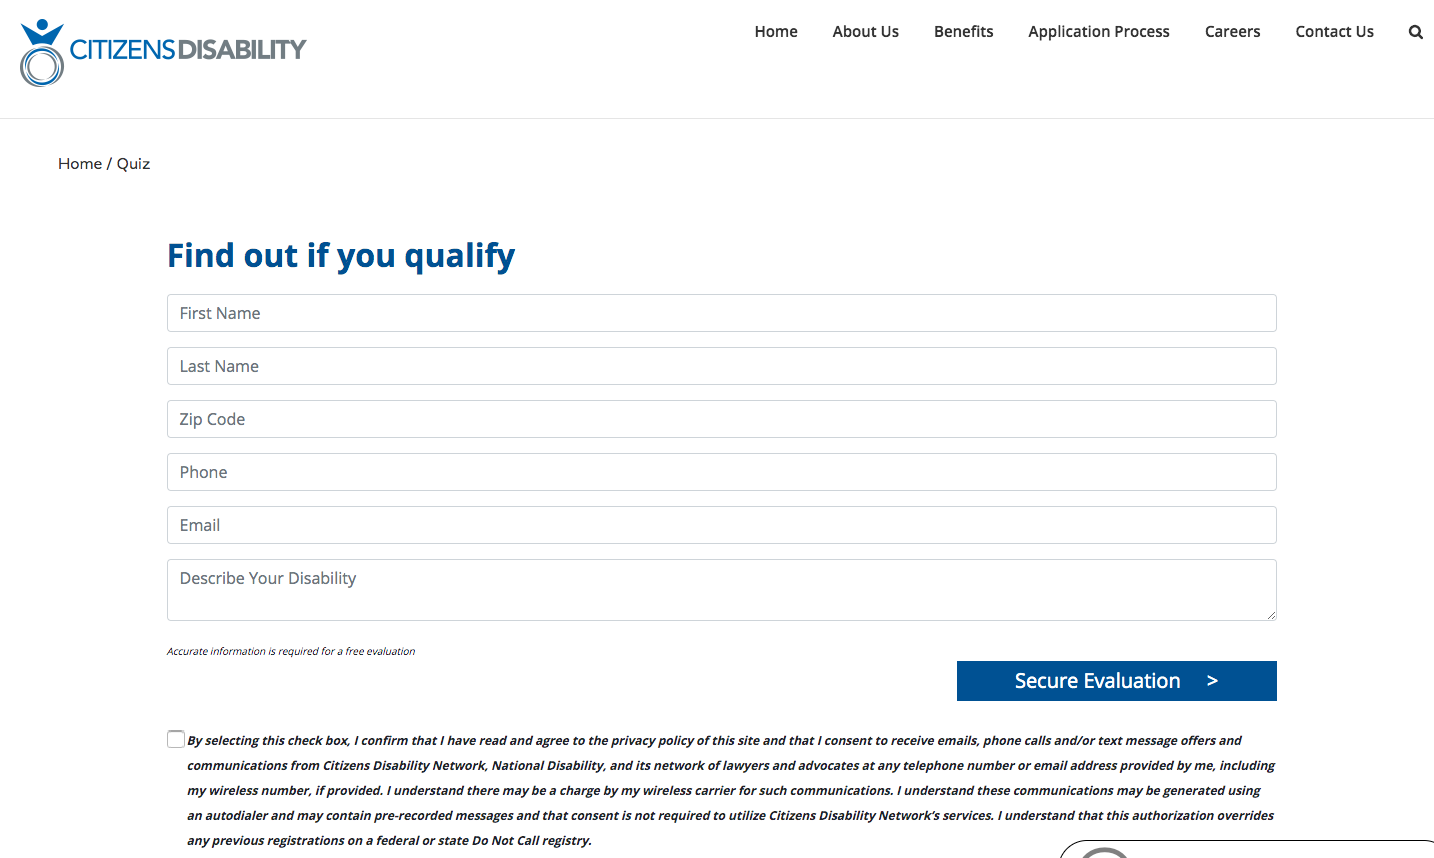 CITIZENSDISABILITY
Home About Us Benefits Application Process Careers Contact Us
Home / Quiz
Find out if you qualify
First Name
Last Name
Zip Code
Phone
Email
Describe Your Disability
Accurate information is required for a free evaluation
Secure Evaluation >
By selecting this check box, I confirm that I have read and agree to the privacy policy of this site and that I consent to receive emails, phone calls and/or text message offers and
communications from Citizens Disability Network, National Disability, and its network of lawyers and advocates at any telephone number or email address provided by me, including
my wireless number, if provided. I understand there may be a charge by my wireless carrier for such communications. I understand these communications may be generated using
an autodialer and may contain pre-recorded messages and that consent is not required to utilize Citizens Disability Network’s services. I understand that this authorization overrides
any previous registrations on a federal or state Do Not Call registry.